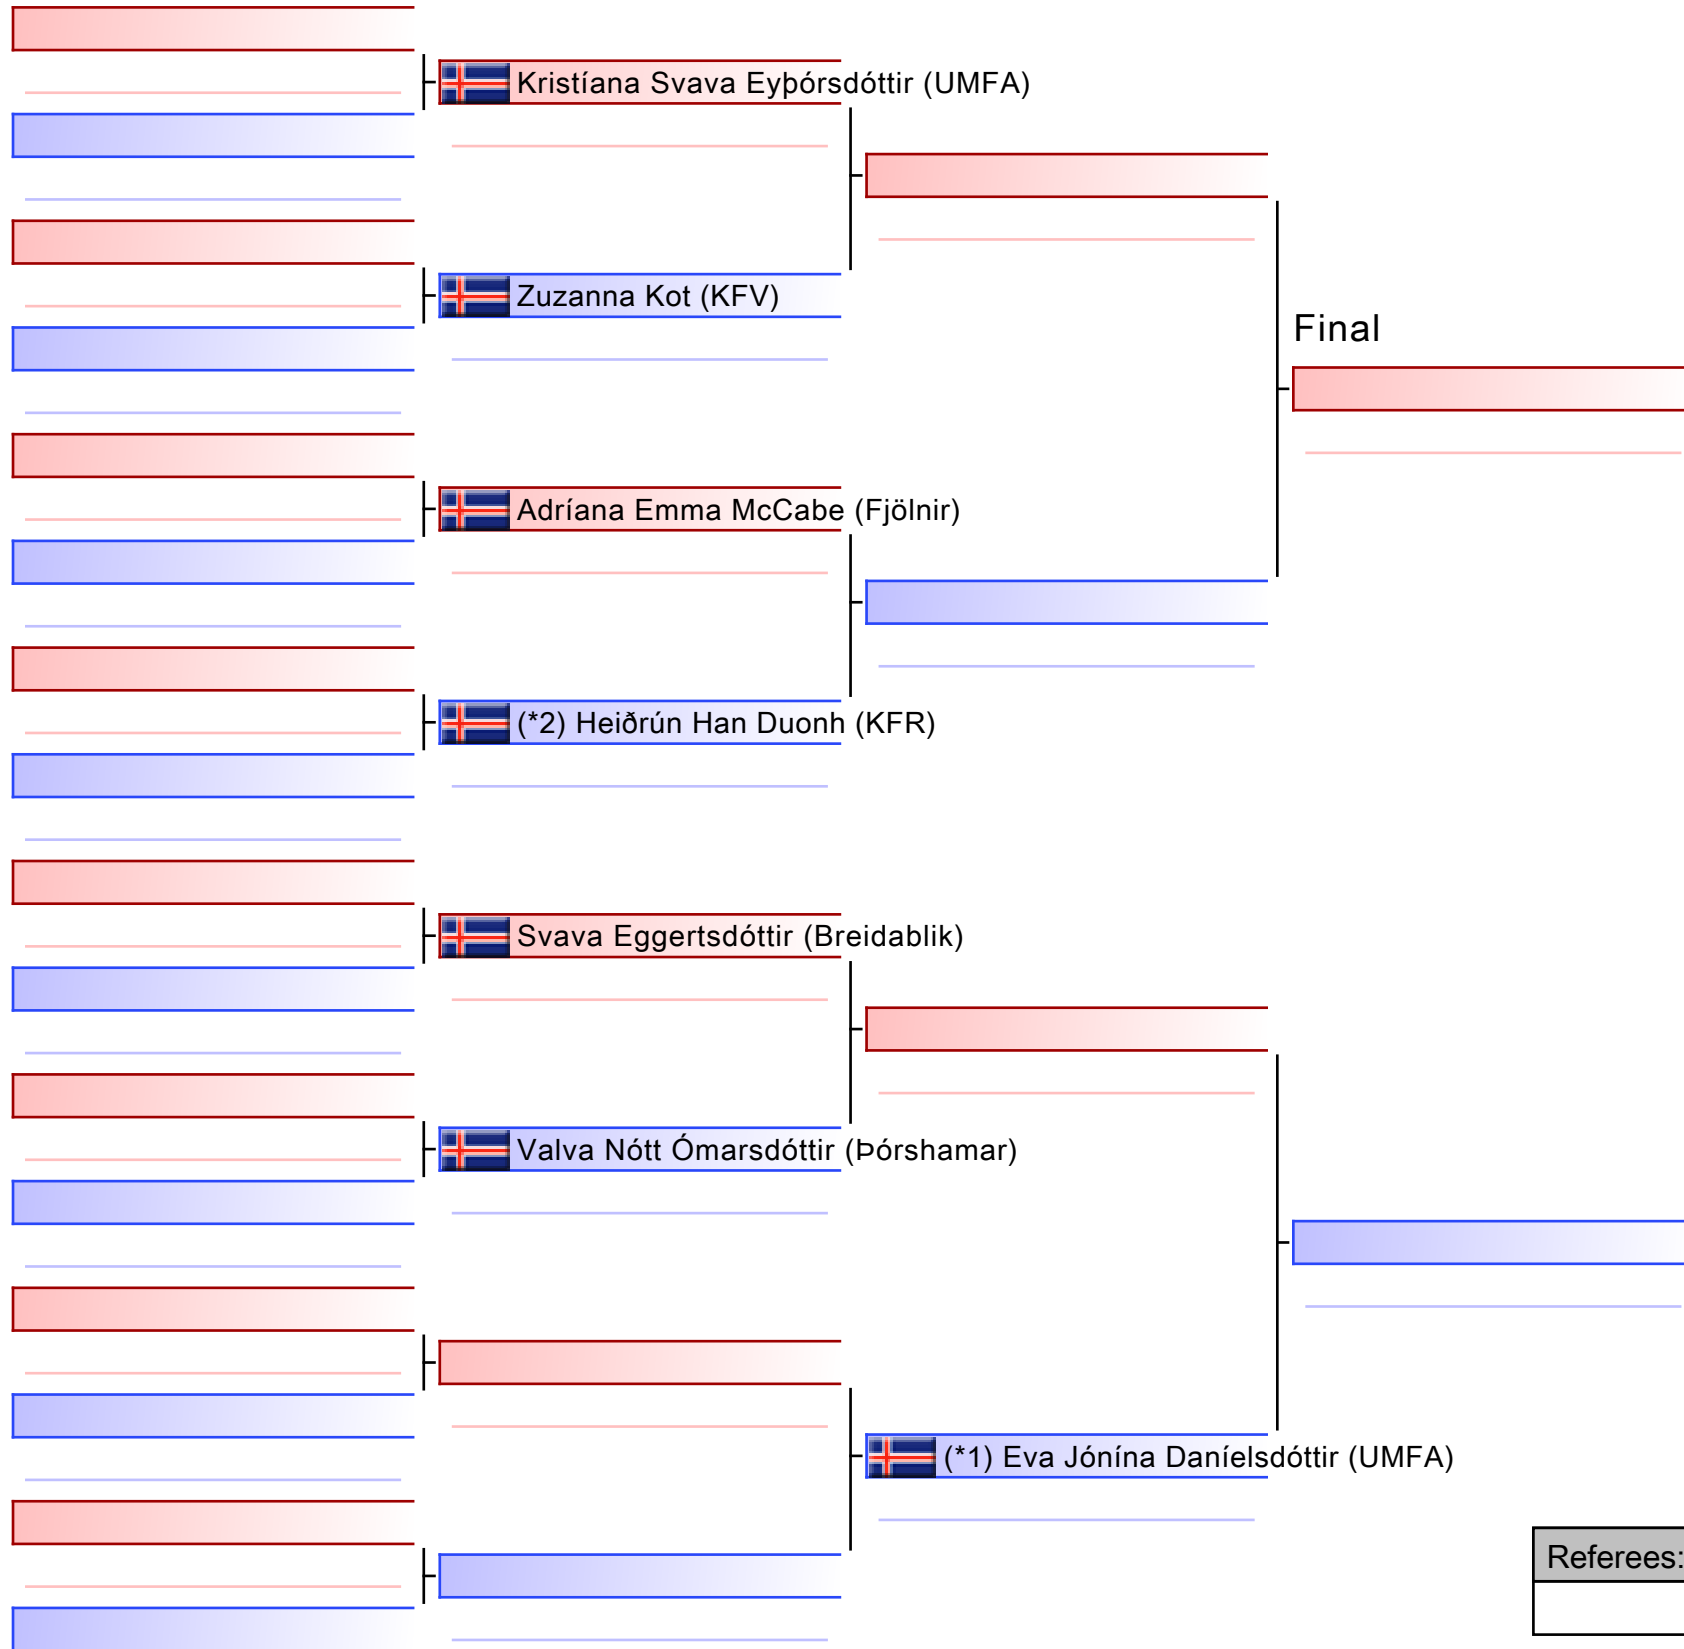 Kristíana Svava Eyþórsdóttir (UMFA)
Zuzanna Kot (KFV)
Final
Adríana Emma McCabe (Fjölnir)
(*2) Heiðrún Han Duonh (KFR)
Svava Eggertsdóttir (Breidablik)
Valva Nótt Ómarsdóttir (Þórshamar)
(*1) Eva Jónína Daníelsdóttir (UMFA)
Referees: